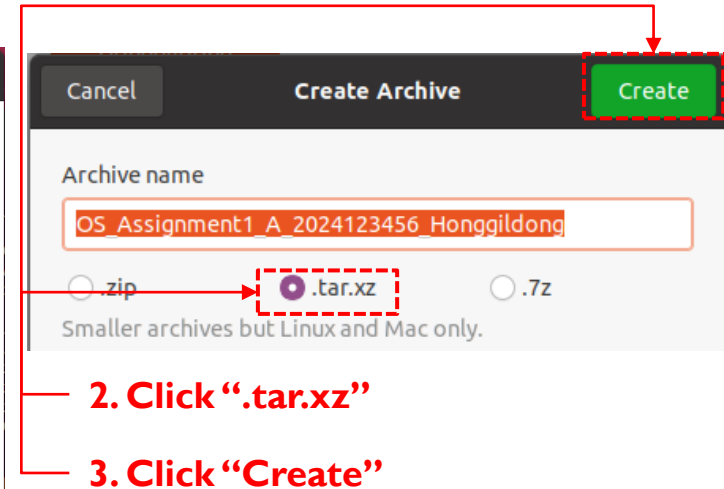 Cancel Create Archive Create
Archive name
OS_Assignment1_A_2024123456_Honggildong
.zip .tar.xz .7z
Smaller archives but Linux and Mac only.
2. Click “.tar.xz”
3. Click “Create”